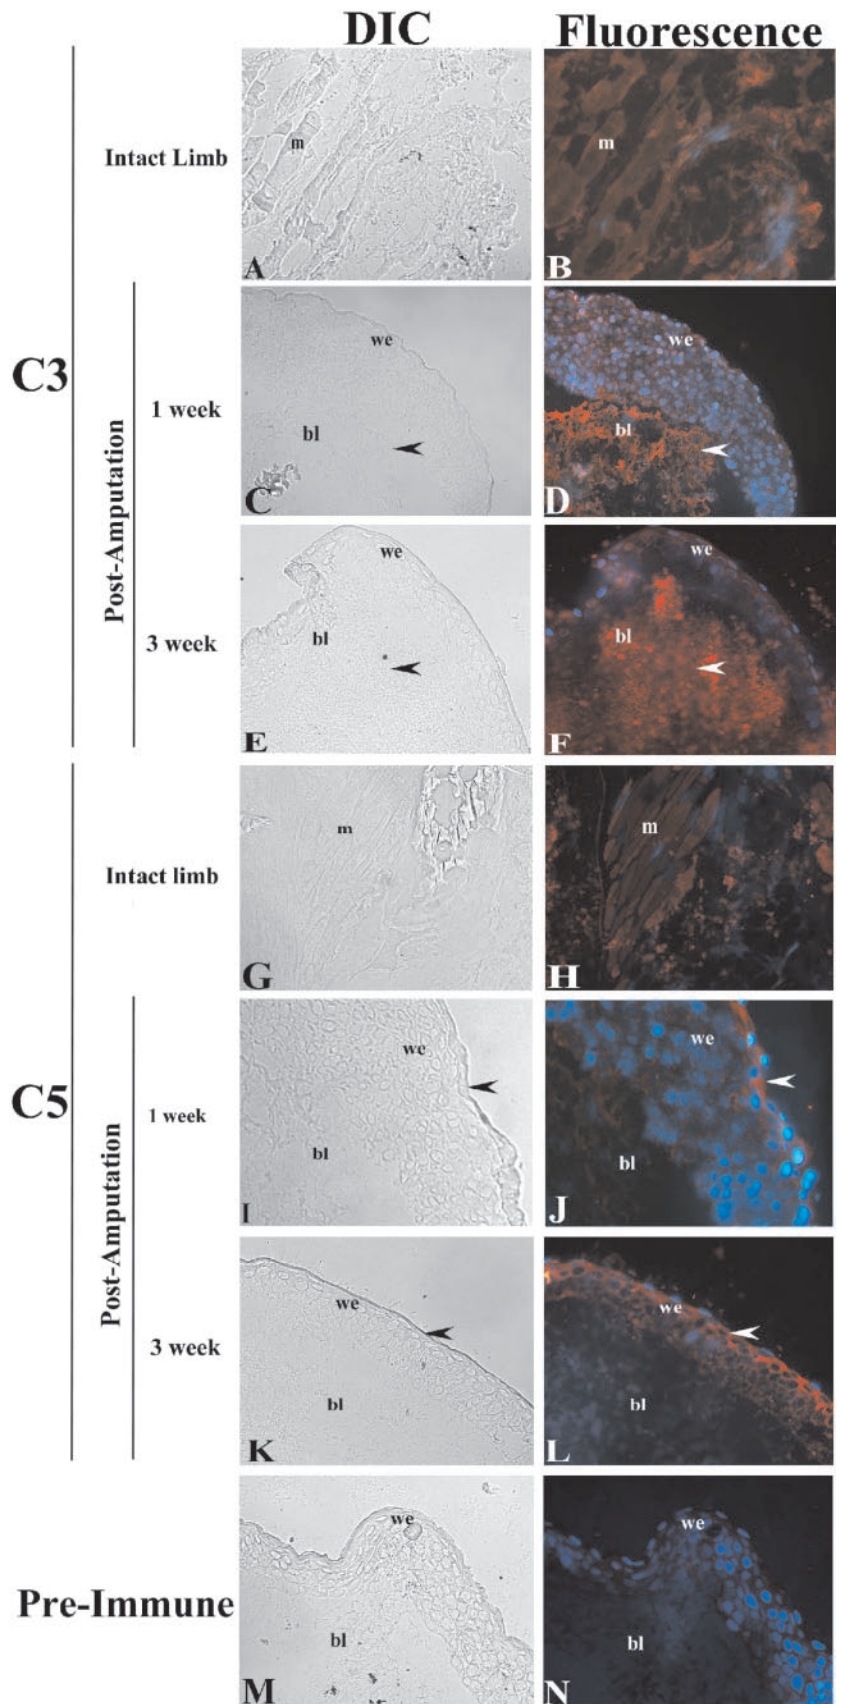 DIC Fluorescence
C3
Intact Limb
m
A
m
B
Post-Amputation
1 week
we
bl
C
we
bl
D
3 week
we
bl
E
we
bl
F
C5
Intact limb
m
G
m
H
Post-Amputation
1 week
we
bl
I
we
bl
J
3 week
we
bl
K
we
bl
L
Pre-Immune
we
bl
M
we
bl
N